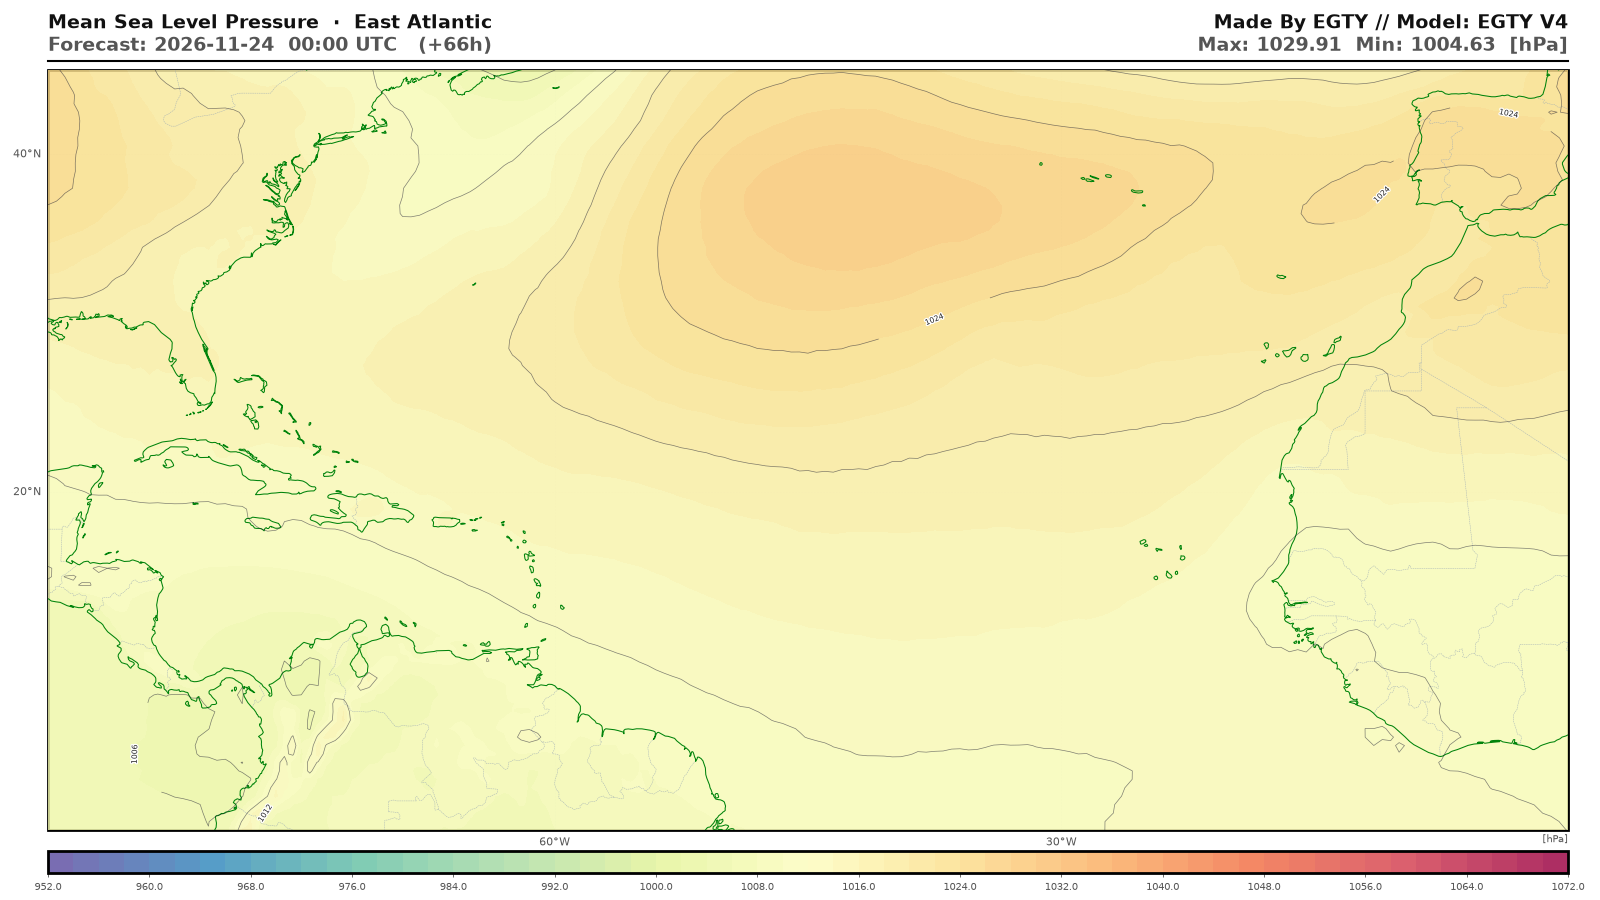 Mean Sea Level Pressure · East Atlantic
Made By EGTY // Model: EGTY V4
Forecast: 2026-11-24 00:00 UTC (+66h)
Max: 1029.91 Min: 1004.63 [hPa]
1024
40°N
1024
1024
20°N
1006
1012
60°W
30°W
[hPa]
952.0 960.0 968.0 976.0 984.0 992.0 1000.0 1008.0 1016.0 1024.0 1032.0 1040.0 1048.0 1056.0 1064.0 1072.0